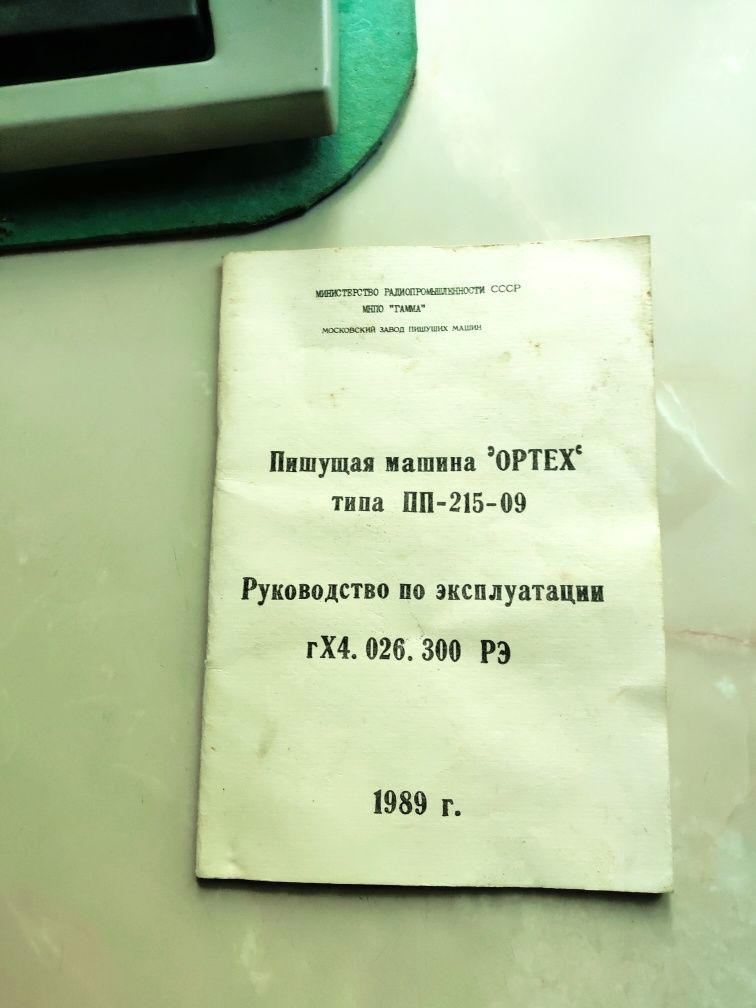 МИНИСТЕРСТВО РАДИОПРОМЫШЛЕННОСТИ СССР
МНПО "ГАММА"
МОСКОВСКИЙ ЗАВОД ПИШУЩИХ МАШИН
Пишущая машина "ОРТЕХ"
типа ПП-215-09
Руководство по эксплуатации
гХ4. 026. 300 РЭ
1989 г.